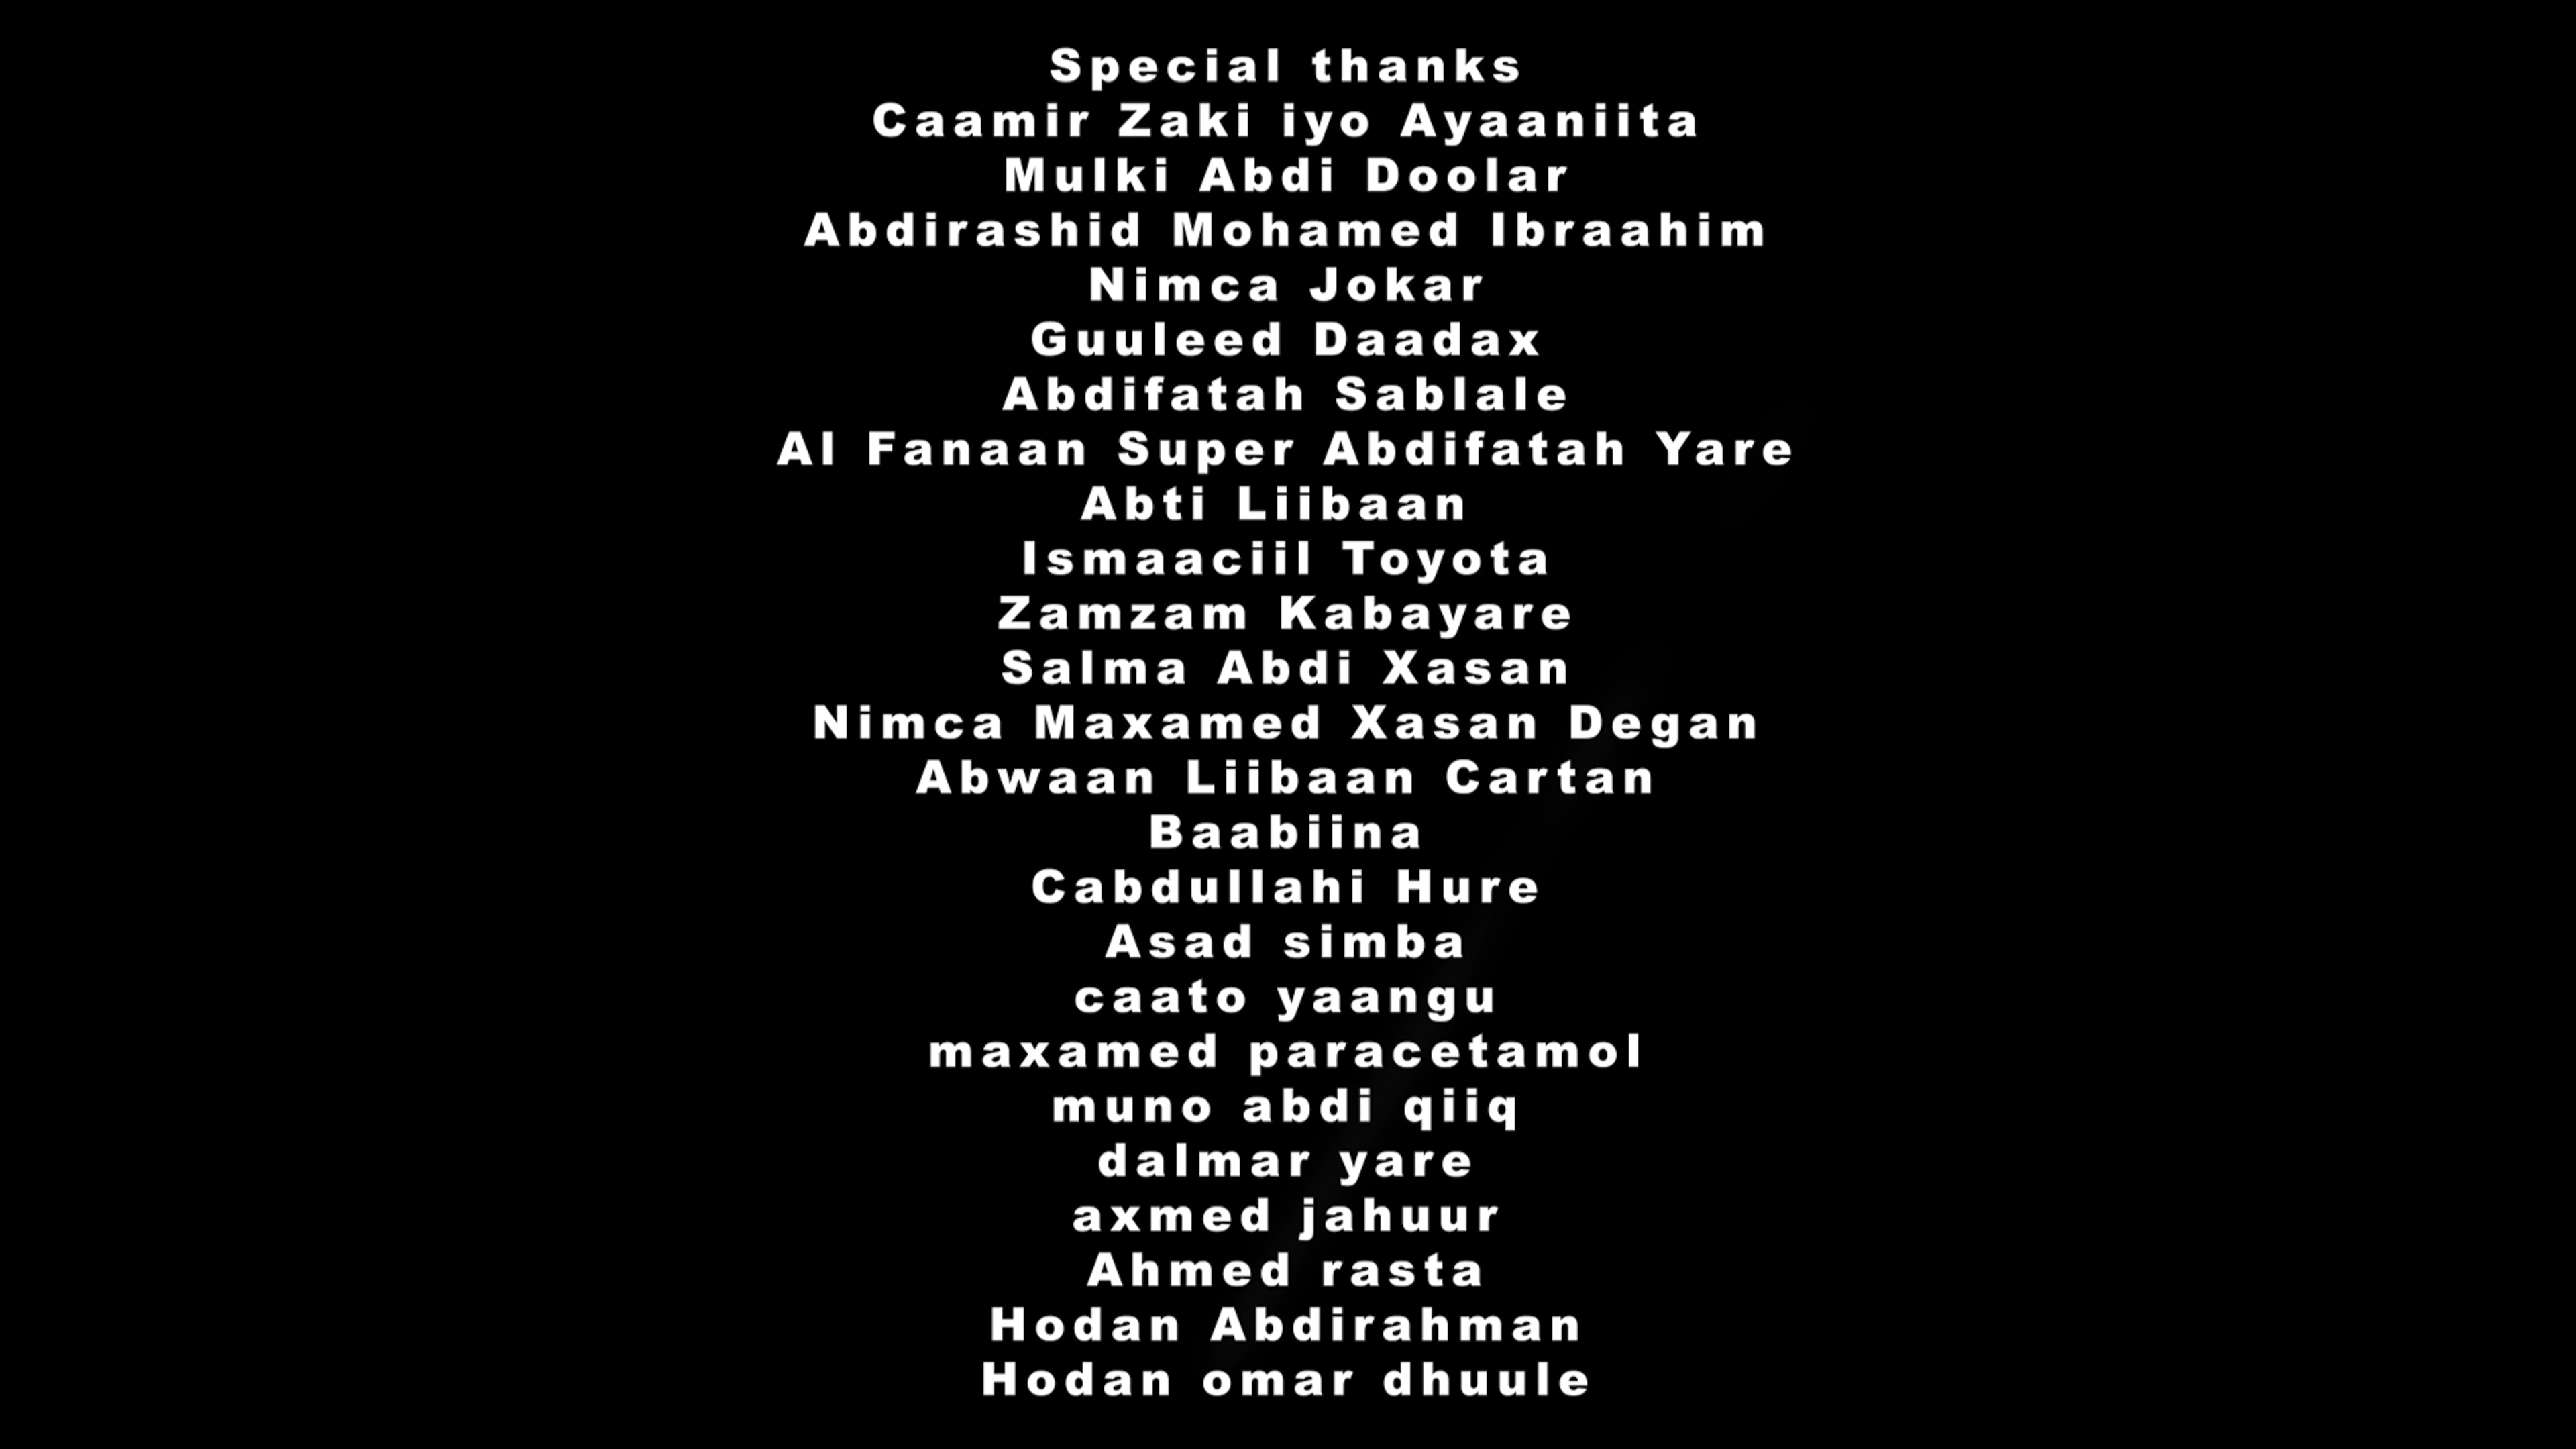 Special thanks
Caamir Zaki iyo Ayaaniita
Mulki Abdi Doolar
Abdirashid Mohamed Ibraahim
Nimca Jokar
Guuleed Daadax
Abdifatah Sablale
Al Fanaan Super Abdifatah Yare
Abti Liibaan
Ismaaciil Toyota
Zamzam Kabayare
Salma Abdi Xasan
Nimca Maxamed Xasan Degan
Abwaan Liibaan Cartan
Baabiina
Cabdullahi Hure
Asad simba
caato yaangu
maxamed paracetamol
muno abdi qiiq
dalmar yare
axmed jahuur
Ahmed rasta
Hodan Abdirahman
Hodan omar dhuule